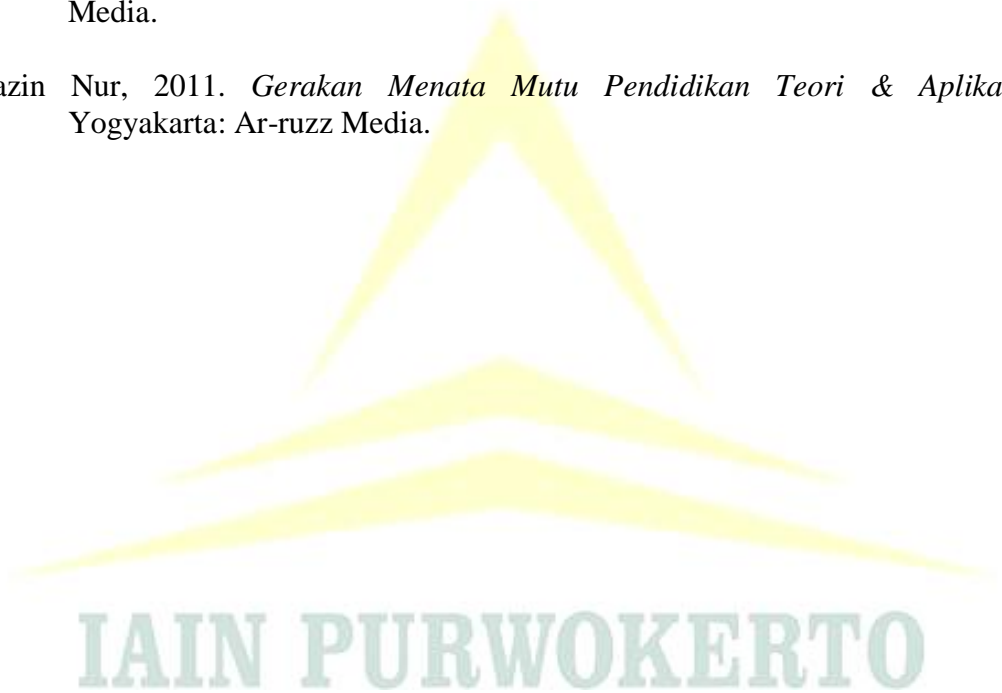 Media.
azin Nur, 2011. Gerakan Menata Mutu Pendidikan Teori & Aplika
Yogyakarta: Ar-ruzz Media.
IAIN PURWOKERTO